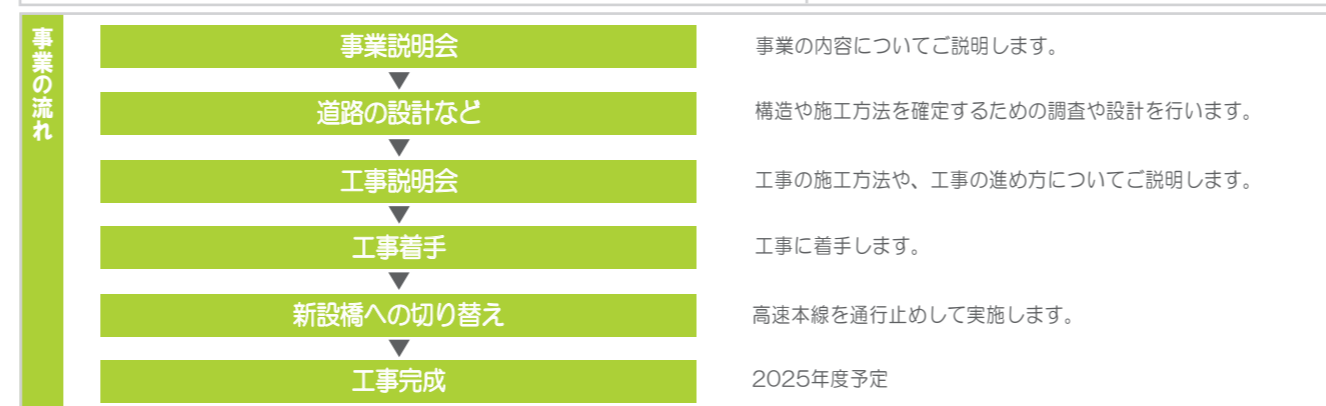 事業の流れ
事業説明会
事業の内容についてご説明します。
道路の設計など
構造や施工方法を確定するための調査や設計を行います。
工事説明会
工事の施工方法や、工事の進め方についてご説明します。
工事着手
工事に着手します。
新設橋への切り替え
高速本線を通行止めして実施します。
工事完成
2025年度予定